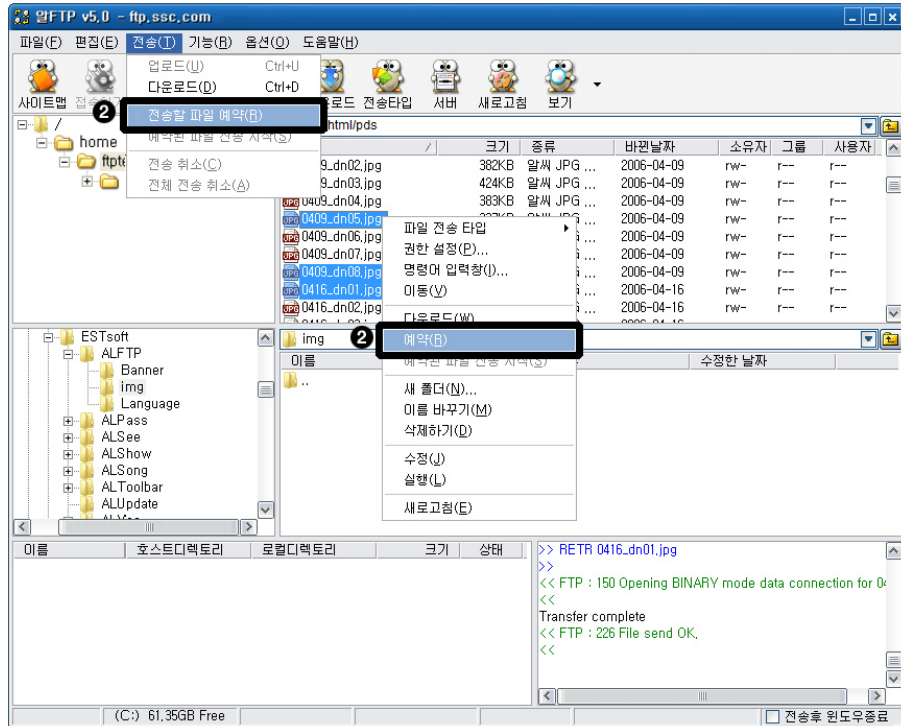 알FTP v5.0 - ftp.ssc.com
파일(F) 편집(E) 전송(T) 기능(B) 옵션(O) 도움말(H)
업로드(U) Ctrl+U
다운로드(D) Ctrl+D
사이트맵 로드 전송타입 서버 새로고침 보기
❷ 전송할 파일 예약(R)
예약된 파일 전송 시작(S)
전송 취소(C)
전체 전송 취소(A)
/
home
html/pds
크기 종류 바뀐날짜 소유자 그룹 사용자
9_dn02.jpg 382KB 알씨 JPG ... 2006-04-09 rw- r-- r--
9_dn03.jpg 424KB 알씨 JPG ... 2006-04-09 rw- r-- r--
0409_dn04.jpg 383KB 알씨 JPG ... 2006-04-09 rw- r-- r--
0409_dn05.jpg 2006-04-09 rw- r-- r--
0409_dn06.jpg 2006-04-09 rw- r-- r--
0409_dn07.jpg 2006-04-09 rw- r-- r--
0409_dn08.jpg 2006-04-09 rw- r-- r--
0416_dn01.jpg 2006-04-16 rw- r-- r--
0416_dn02.jpg 2006-04-16 rw- r-- r--
파일 전송 타입
권한 설정(P)...
명령어 입력창(I)...
이동(V)
다운로드(W)
❷ 예약(R)
예약된 파일 전송 시작(S)
새 폴더(N)...
이름 바꾸기(M)
삭제하기(D)
수정(J)
실행(L)
새로고침(E)
ESTsoft
ALFTP
Banner
img
Language
ALPass
ALSee
ALShow
ALSong
ALToolbar
ALUpdate
img
이름 수정한 날짜
..
이름 호스트디렉토리 로컬디렉토리 크기 상태
>> RETR 0416_dn01.jpg
>>
<< FTP : 150 Opening BINARY mode data connection for 04
<<
Transfer complete
<< FTP : 226 File send OK.
<<
(C:) 61.35GB Free 전송후 윈도우종료